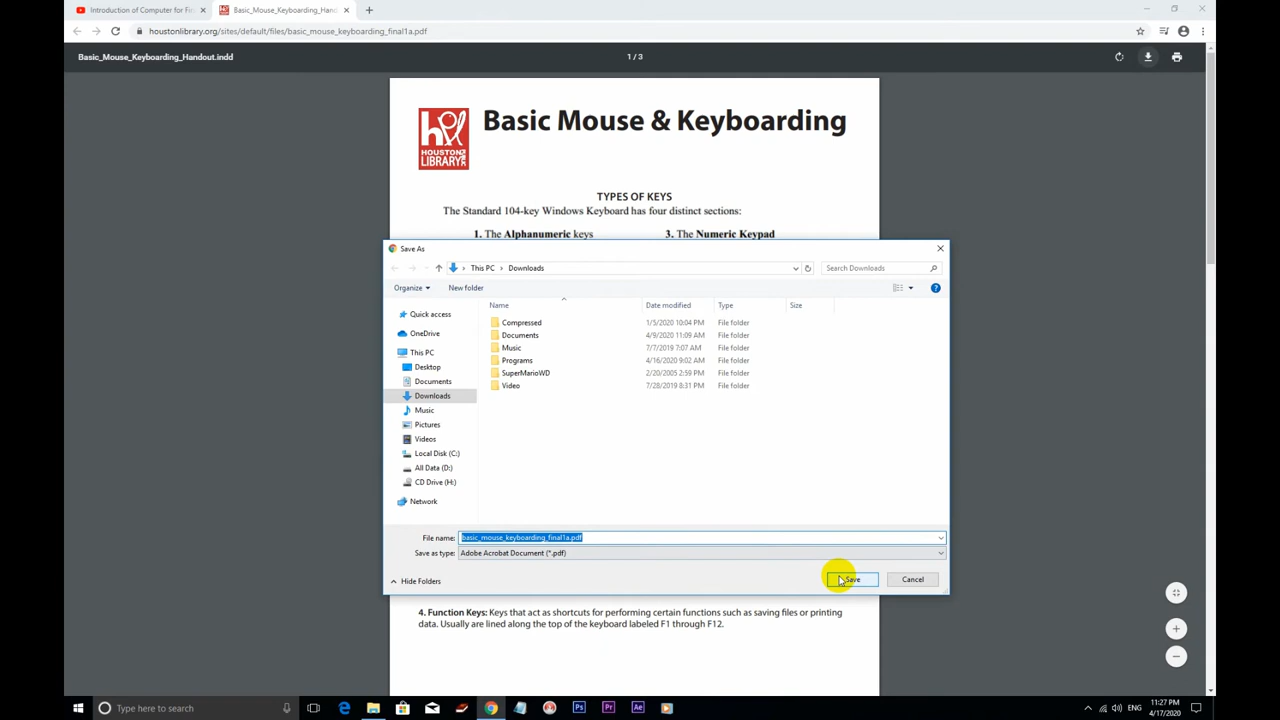 Introduction of Computer for Fi
Basic_Mouse_Keyboarding_Hand
houstonlibrary.org/sites/default/files/basic_mouse_keyboarding_final1a.pdf
Basic_Mouse_Keyboarding_Handout.indd
1 / 3
HOUSTON
LIBRARY
Basic Mouse & Keyboarding
TYPES OF KEYS
The Standard 104-key Windows Keyboard has four distinct sections:
1. The Alphanumeric keys
3. The Numeric Keypad
Save As
This PC
Downloads
Search Downloads
Organize
New folder
Quick access
OneDrive
This PC
Desktop
Documents
Downloads
Music
Pictures
Videos
Local Disk (C:)
All Data (D:)
CD Drive (H:)
Network
Name Date modified Type Size
Compressed 1/5/2020 10:04 PM File folder
Documents 4/9/2020 11:09 AM File folder
Music 7/7/2019 7:07 AM File folder
Programs 4/16/2020 9:02 AM File folder
SuperMarioWD 2/20/2005 2:59 PM File folder
Video 7/28/2019 8:31 PM File folder
File name: basic_mouse_keyboarding_final1a.pdf
Save as type: Adobe Acrobat Document (*.pdf)
Hide Folders
Save
Cancel
4. Function Keys: Keys that act as shortcuts for performing certain functions such as saving files or printing
data. Usually are lined along the top of the keyboard labeled F1 through F12.
Type here to search
Ps
Pr
Ae
ENG
11:27 PM
4/17/2020